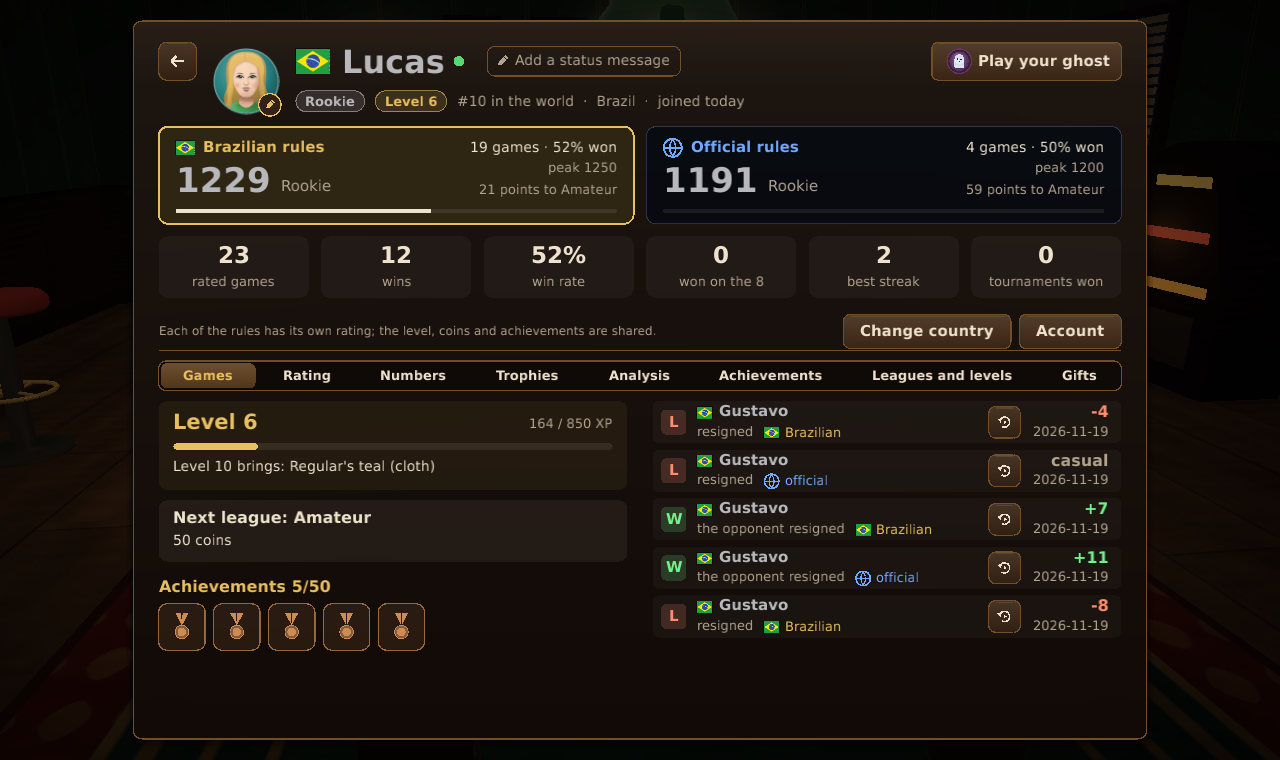 Lucas
Add a status message
Play your ghost
Rookie
Level 6
#10 in the world · Brazil · joined today
Brazilian rules
19 games · 52% won
1229 Rookie
peak 1250
21 points to Amateur
Official rules
4 games · 50% won
1191 Rookie
peak 1200
59 points to Amateur
23
rated games
12
wins
52%
win rate
0
won on the 8
2
best streak
0
tournaments won
Each of the rules has its own rating; the level, coins and achievements are shared.
Change country
Account
Games
Rating
Numbers
Trophies
Analysis
Achievements
Leagues and levels
Gifts
Level 6
164 / 850 XP
Level 10 brings: Regular's teal (cloth)
Next league: Amateur
50 coins
Achievements 5/50
L
Gustavo
-4
resigned Brazilian
2026-11-19
L
Gustavo
casual
resigned official
2026-11-19
W
Gustavo
+7
the opponent resigned Brazilian
2026-11-19
W
Gustavo
+11
the opponent resigned official
2026-11-19
L
Gustavo
-8
resigned Brazilian
2026-11-19